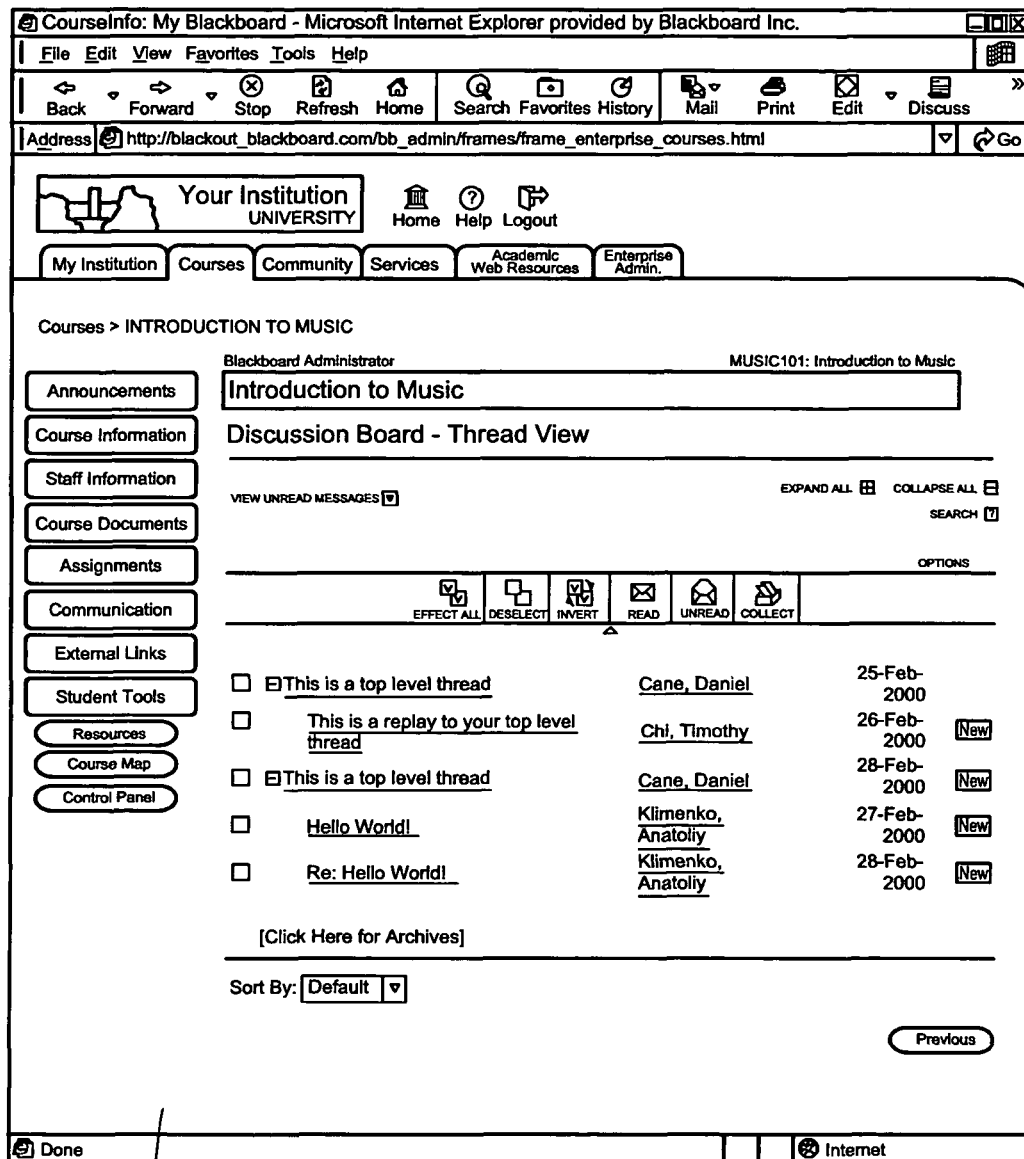 CourseInfo: My Blackboard - Microsoft Internet Explorer provided by Blackboard Inc.
File Edit View Favorites Tools Help
Back Forward Stop Refresh Home Search Favorites History Mail Print Edit Discuss »
Address http://blackout_blackboard.com/bb_admin/frames/frame_enterprise_courses.html Go
Your Institution
UNIVERSITY
Home Help Logout
My Institution Courses Community Services Academic Web Resources Enterprise Admin.
Courses > INTRODUCTION TO MUSIC
Blackboard Administrator MUSIC101: Introduction to Music
Announcements
Course Information
Staff Information
Course Documents
Assignments
Communication
External Links
Student Tools
Resources
Course Map
Control Panel
Introduction to Music
Discussion Board - Thread View
VIEW UNREAD MESSAGES EXPAND ALL COLLAPSE ALL
SEARCH ?
OPTIONS
EFFECT ALL DESELECT INVERT READ UNREAD COLLECT
This is a top level thread Cane, Daniel 25-Feb-
2000
This is a replay to your top level
thread Chi, Timothy 26-Feb-
2000 New
This is a top level thread Cane, Daniel 28-Feb-
2000 New
Hello World! Klimenko,
Anatoliy 27-Feb-
2000 New
Re: Hello World! Klimenko,
Anatoliy 28-Feb-
2000 New
[Click Here for Archives]
Sort By: Default
Previous
Done Internet